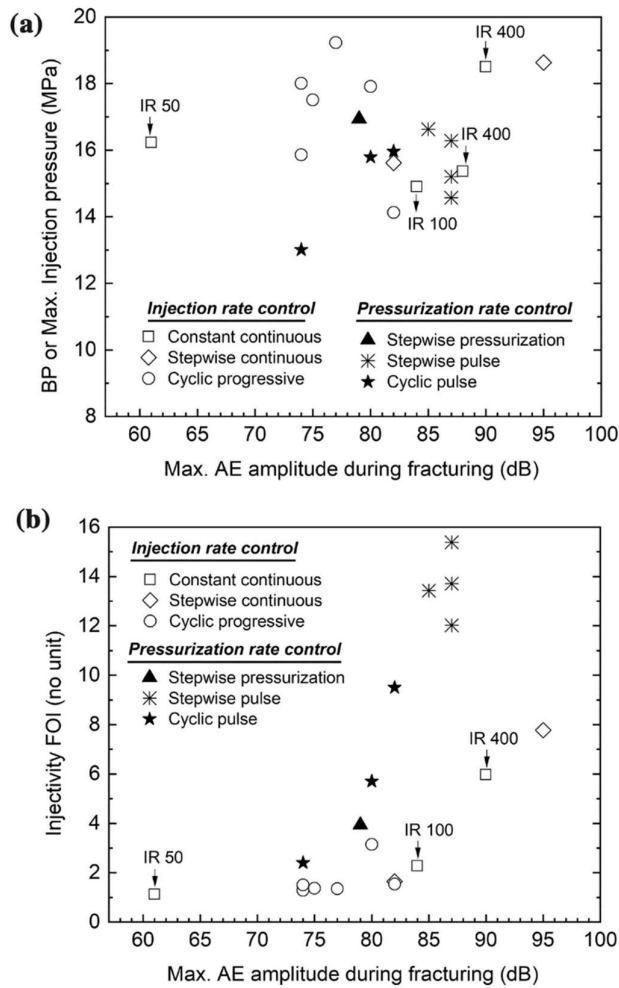 (a)
BP or Max. Injection pressure (MPa)
20
18
16
14
12
10
8
IR 50
IR 400
IR 400
IR 100
Injection rate control
Constant continuous
Stepwise continuous
Cyclic progressive
Pressurization rate control
Stepwise pressurization
Stepwise pulse
Cyclic pulse
60 65 70 75 80 85 90 95 100
Max. AE amplitude during fracturing (dB)
(b)
Injectivity FOI (no unit)
16
14
12
10
8
6
4
2
0
Injection rate control
Constant continuous
Stepwise continuous
Cyclic progressive
Pressurization rate control
Stepwise pressurization
Stepwise pulse
Cyclic pulse
IR 400
IR 100
IR 50
60 65 70 75 80 85 90 95 100
Max. AE amplitude during fracturing (dB)